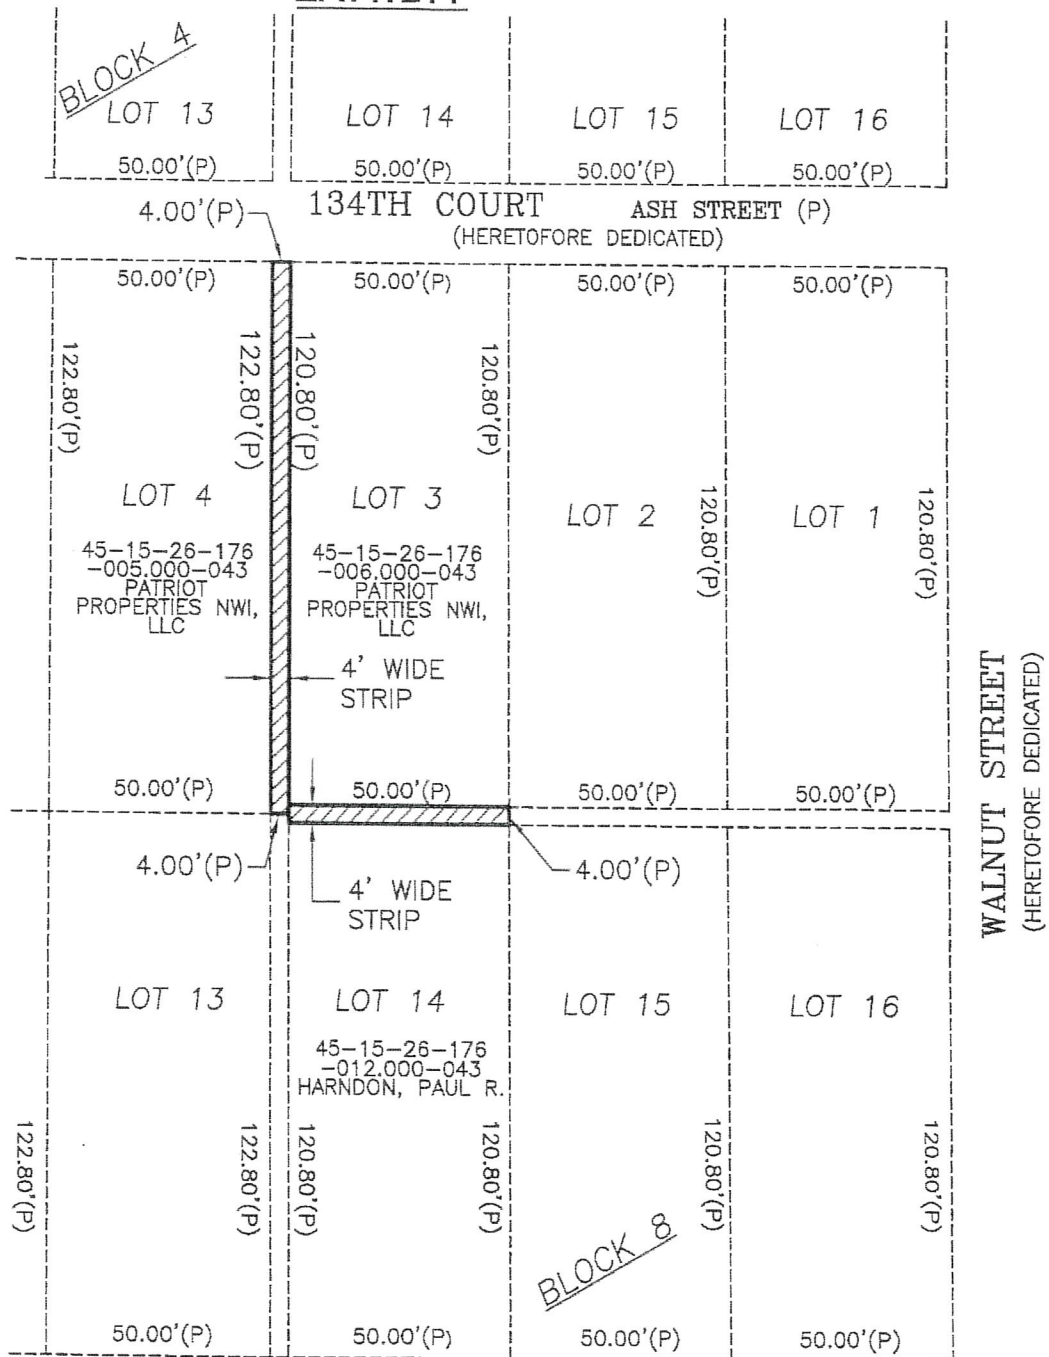 BLOCK 4
LOT 13
LOT 14
LOT 15
LOT 16
50.00'(P)
50.00'(P)
50.00'(P)
50.00'(P)
4.00'(P)
134TH COURT
ASH STREET (P)
(HERETOFORE DEDICATED)
50.00'(P)
50.00'(P)
50.00'(P)
50.00'(P)
122.80'(P)
122.80'(P)
120.80'(P)
120.80'(P)
120.80'(P)
120.80'(P)
LOT 4
45-15-26-176
-005.000-043
PATRIOT
PROPERTIES NWI,
LLC
LOT 3
45-15-26-176
-006.000-043
PATRIOT
PROPERTIES NWI,
LLC
LOT 2
LOT 1
4' WIDE
STRIP
50.00'(P)
50.00'(P)
50.00'(P)
50.00'(P)
WALNUT STREET
(HERETOFORE DEDICATED)
4.00'(P)
4.00'(P)
4' WIDE
STRIP
LOT 13
LOT 14
45-15-26-176
-012.000-043
HARNDON, PAUL R.
LOT 15
LOT 16
122.80'(P)
122.80'(P)
120.80'(P)
120.80'(P)
120.80'(P)
120.80'(P)
BLOCK 8
50.00'(P)
50.00'(P)
50.00'(P)
50.00'(P)